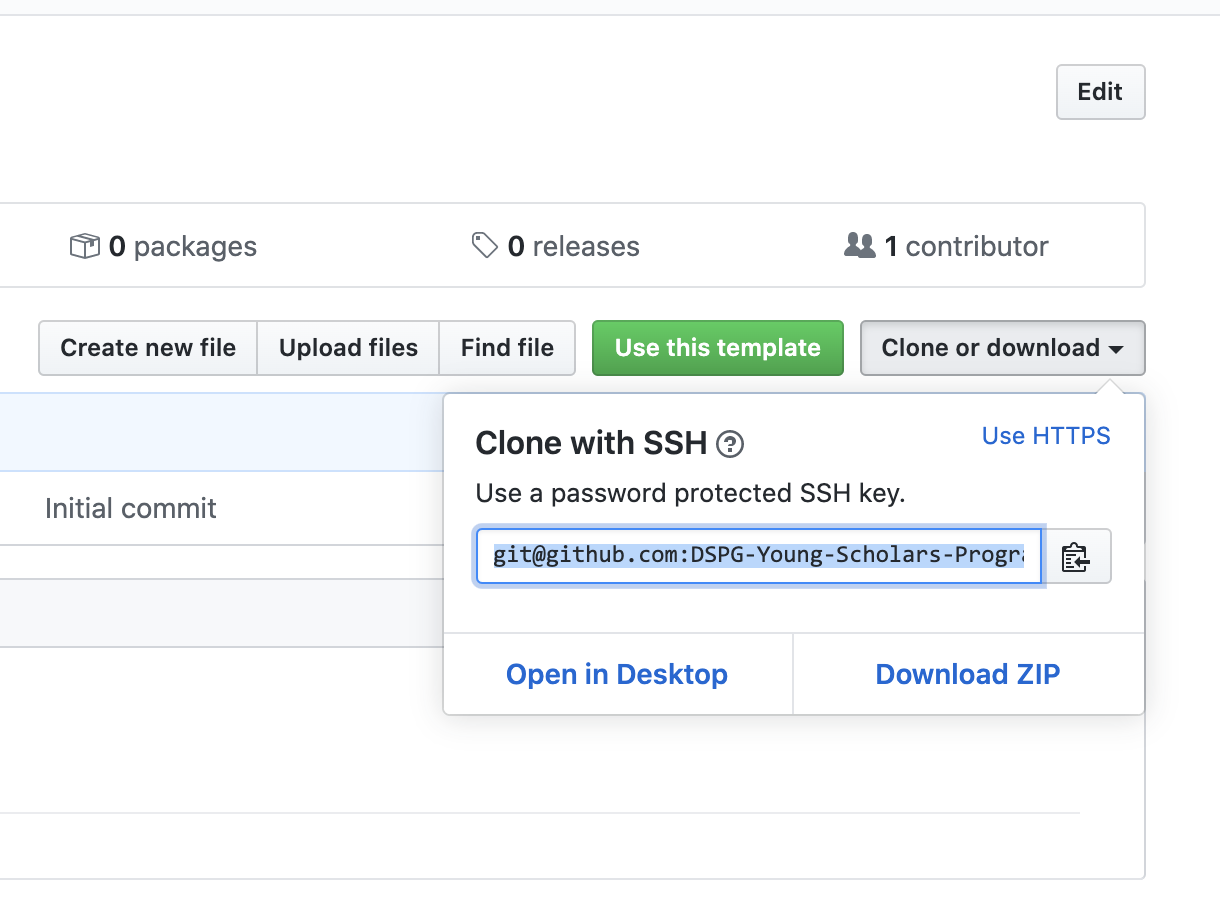 Edit
0 packages
0 releases
1 contributor
Create new file
Upload files
Find file
Use this template
Clone or download
Clone with SSH
Use HTTPS
Use a password protected SSH key.
Initial commit
git@github.com:DSPG-Young-Scholars-Progra
Open in Desktop
Download ZIP